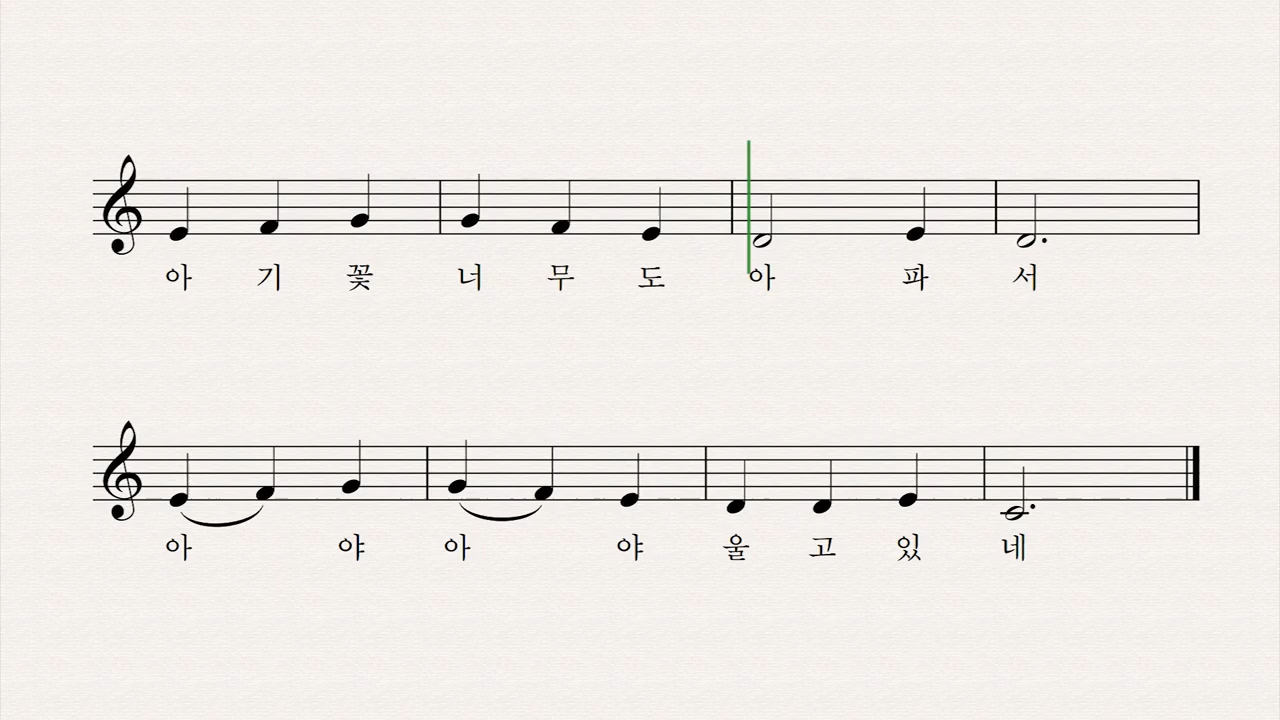 아 기 꽃 너 무 도 아 파 서
아 야 아 야 울 고 있 네